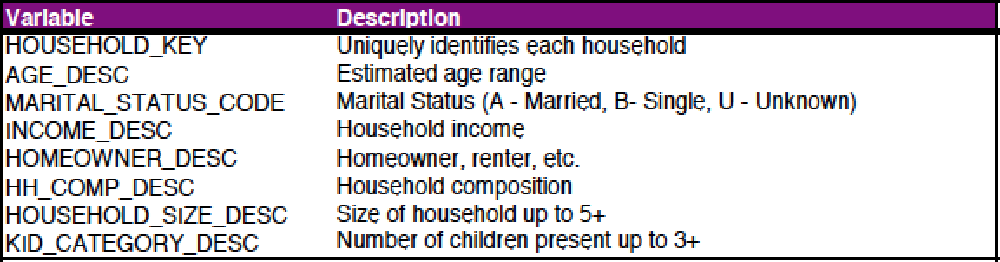 Variable Description
HOUSEHOLD_KEY Uniquely identifies each household
AGE_DESC Estimated age range
MARITAL_STATUS_CODE Marital Status (A - Married, B- Single, U - Unknown)
INCOME_DESC Household income
HOMEOWNER_DESC Homeowner, renter, etc.
HH_COMP_DESC Household composition
HOUSEHOLD_SIZE_DESC Size of household up to 5+
KID_CATEGORY_DESC Number of children present up to 3+